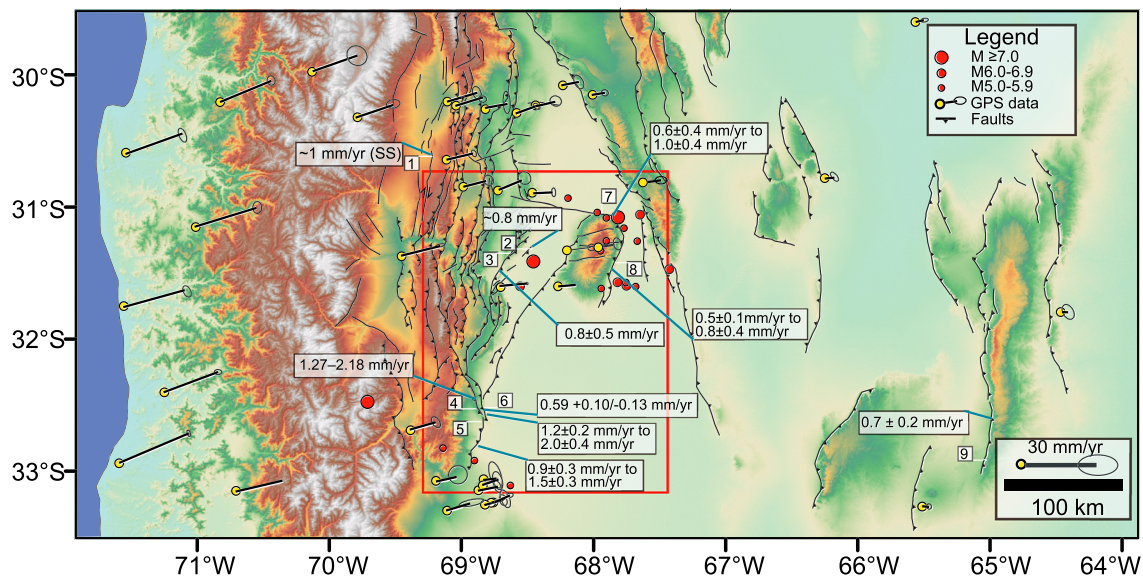 Legend
M ≥7.0
M6.0-6.9
M5.0-5.9
GPS data
Faults
30°S
31°S
32°S
33°S
0.6±0.4 mm/yr to
1.0±0.4 mm/yr
~1 mm/yr (SS)
1
7
~0.8 mm/yr
2
3
8
0.5±0.1mm/yr to
0.8±0.4 mm/yr
0.8±0.5 mm/yr
1.27–2.18 mm/yr
4
6
0.59 +0.10/-0.13 mm/yr
5
1.2±0.2 mm/yr to
2.0±0.4 mm/yr
0.7 ± 0.2 mm/yr
9
0.9±0.3 mm/yr to
1.5±0.3 mm/yr
30 mm/yr
100 km
71°W
70°W
69°W
68°W
67°W
66°W
65°W
64°W